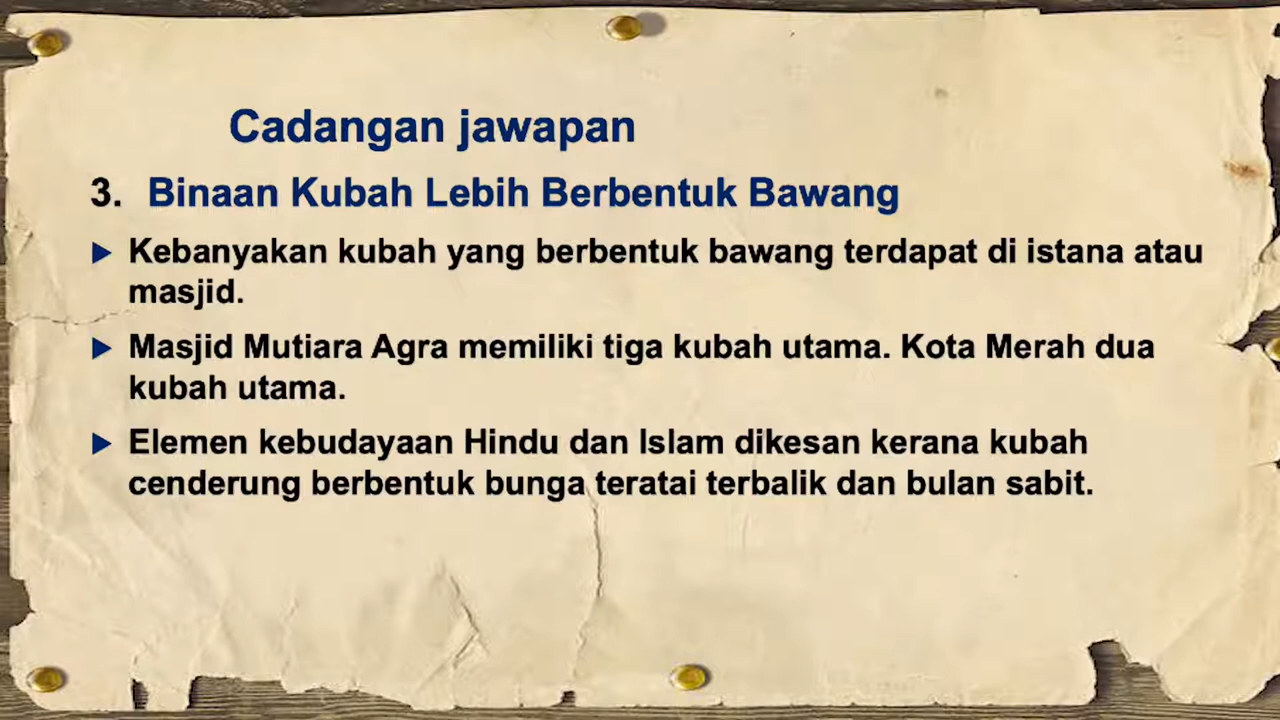 Cadangan jawapan
3. Binaan Kubah Lebih Berbentuk Bawang
Kebanyakan kubah yang berbentuk bawang terdapat di istana atau
masjid.
Masjid Mutiara Agra memiliki tiga kubah utama. Kota Merah dua
kubah utama.
Elemen kebudayaan Hindu dan Islam dikesan kerana kubah
cenderung berbentuk bunga teratai terbalik dan bulan sabit.